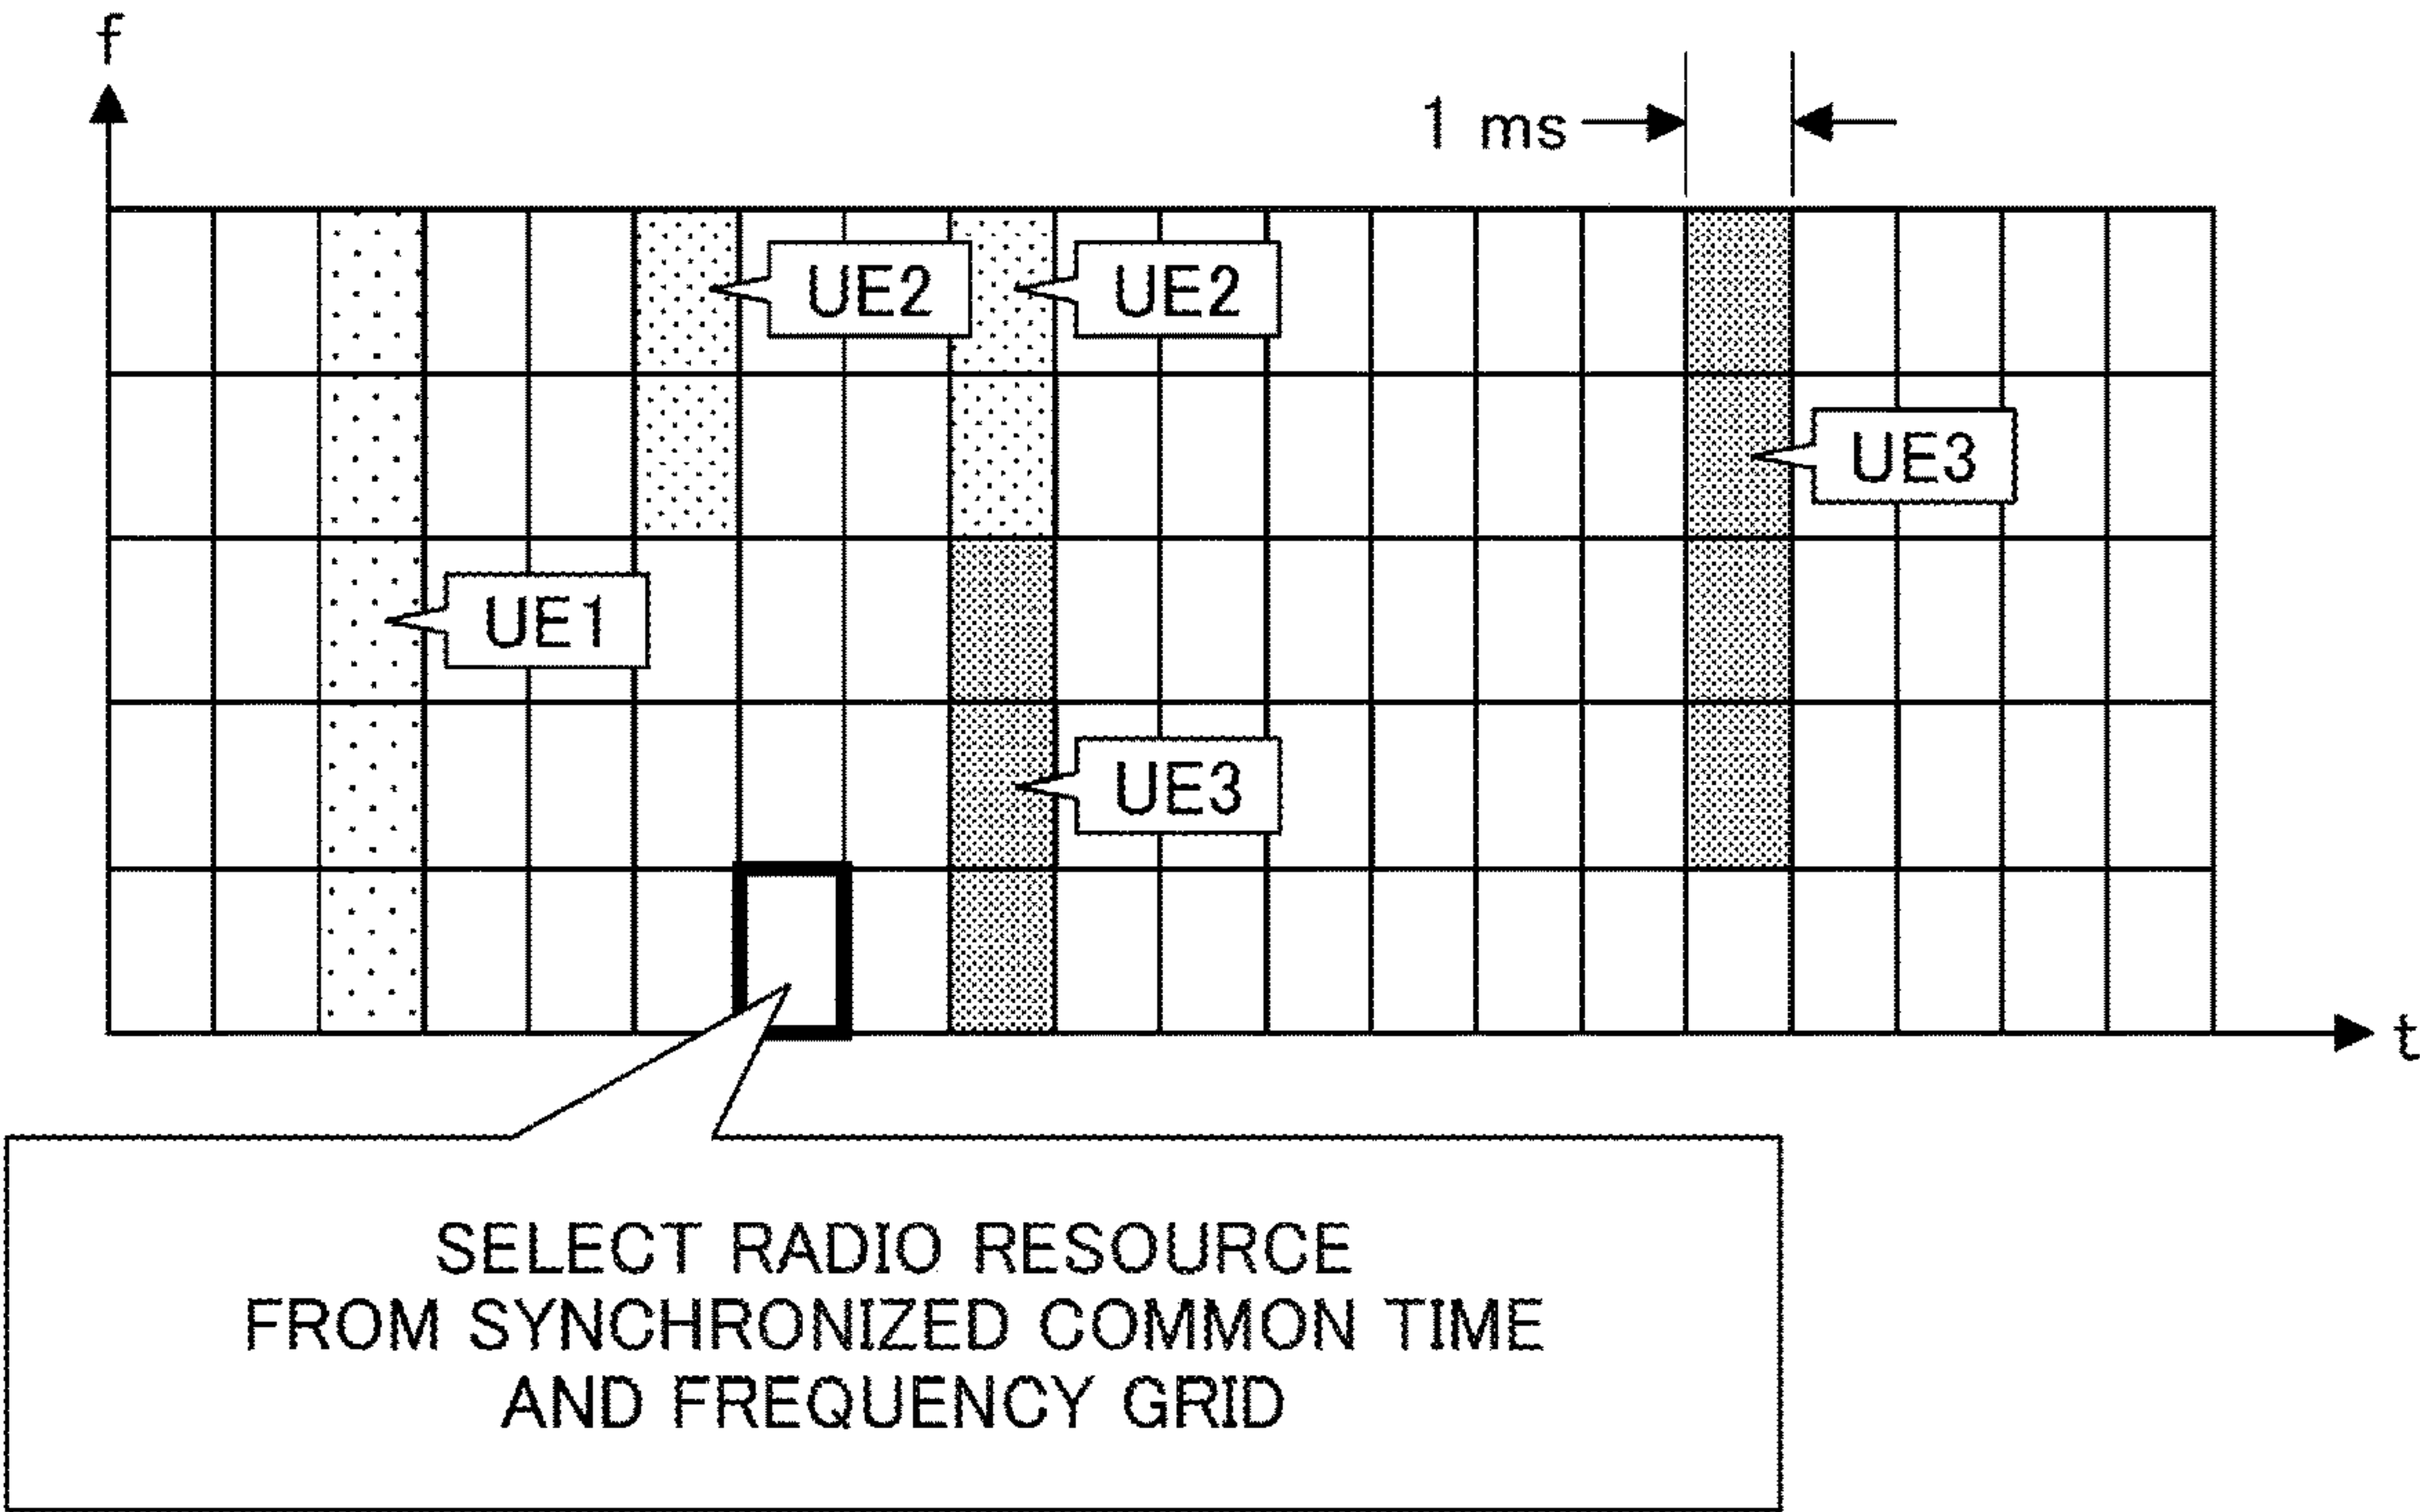 f
1 ms
UE2
UE2
UE3
UE1
UE3
t
SELECT RADIO RESOURCE
FROM SYNCHRONIZED COMMON TIME
AND FREQUENCY GRID